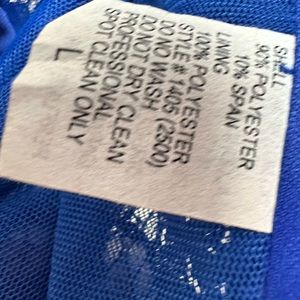 SHELL
90% POLYESTER
10% SPAN
LINING
100% POLYESTER
STYLE# 1405 (2500)
DO NOT WASH
DO NOT DRY CLEAN
PROFESSIONAL
SPOT CLEAN ONLY
L